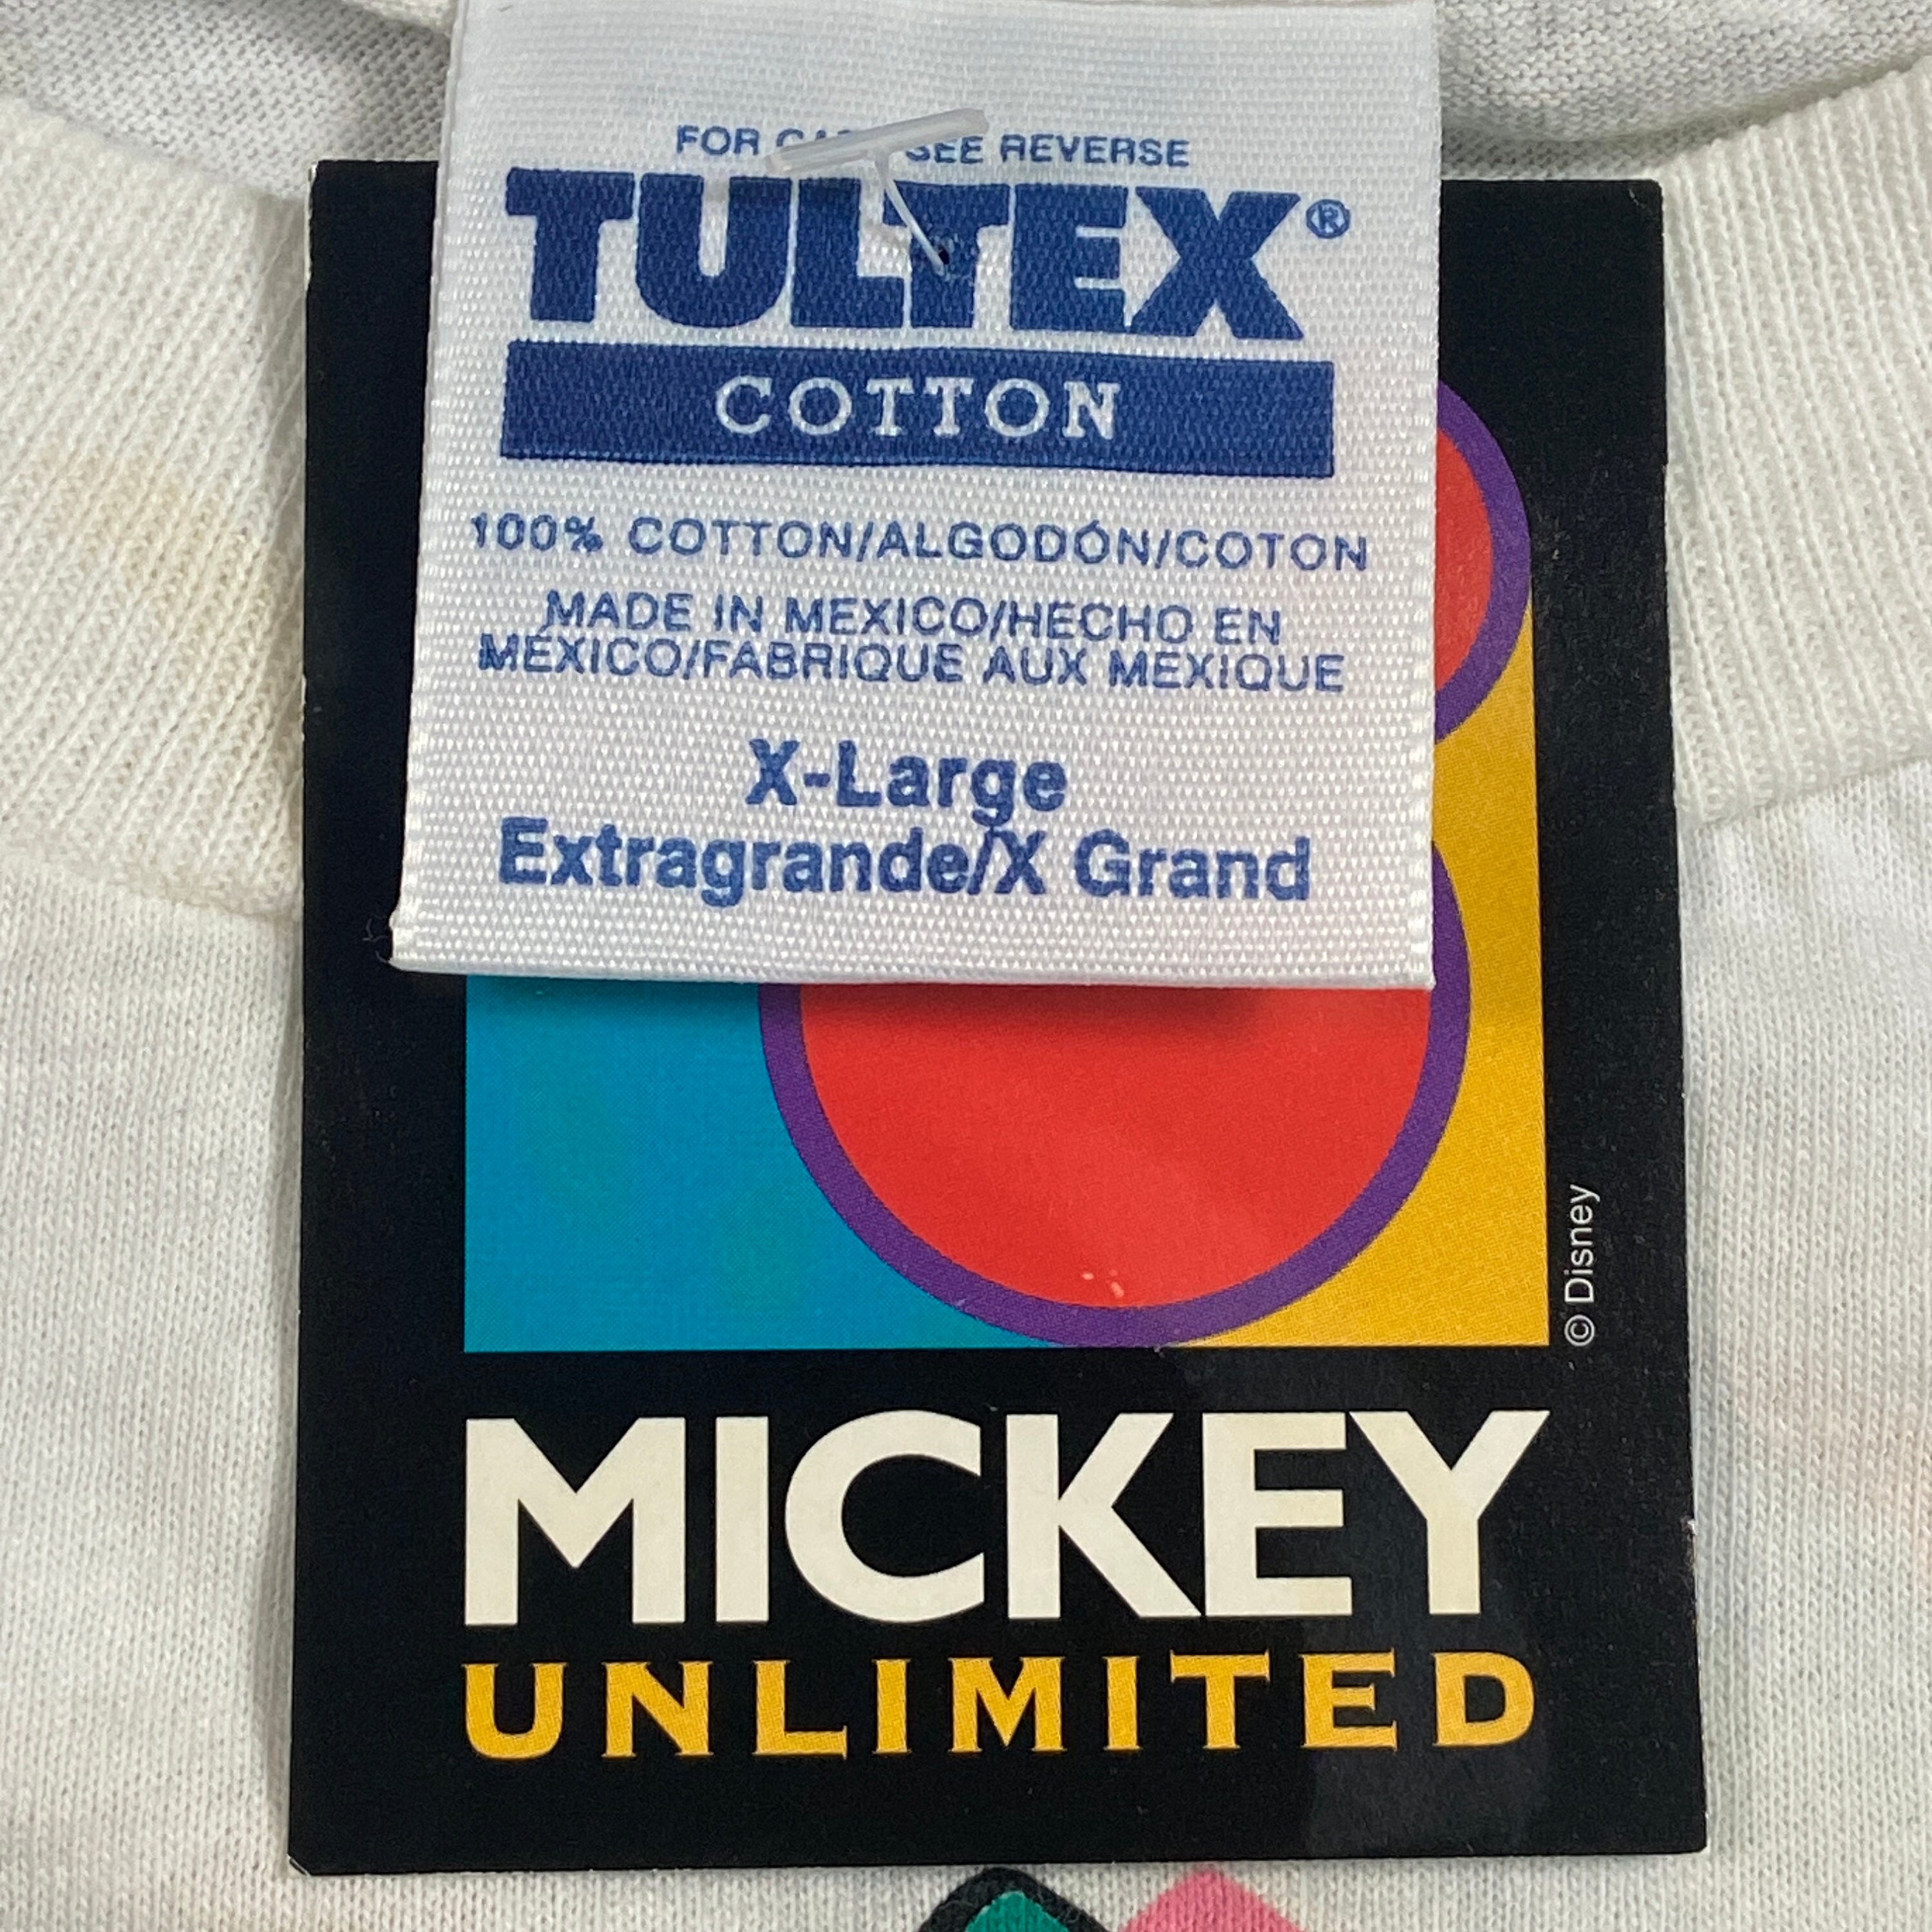 FOR SEE REVERSE
TULTEX®
COTTON
100% COTTON/ALGODÓN/COTON
MADE IN MEXICO/HECHO EN
MÉXICO/FABRIQUE AUX MEXIQUE
X-Large
Extragrande/X Grand
© Disney
MICKEY
UNLIMITED